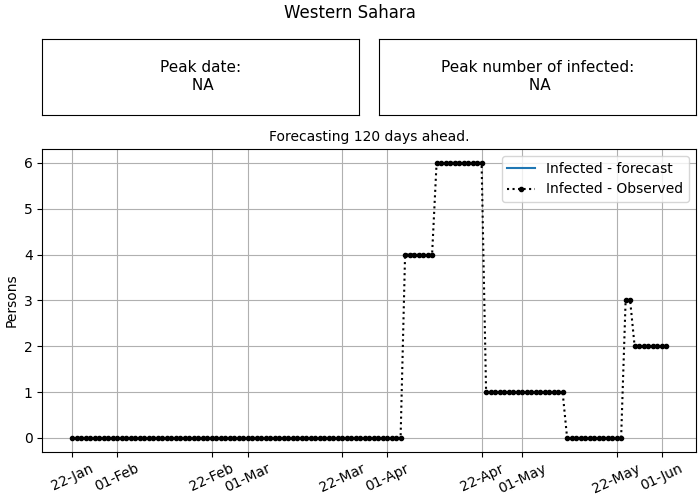 Western Sahara
Peak date:
NA
Peak number of infected:
NA
Forecasting 120 days ahead.
Infected - forecast
Infected - Observed
Persons
6
5
4
3
2
1
0
22-Jan
01-Feb
22-Feb
01-Mar
22-Mar
01-Apr
22-Apr
01-May
22-May
01-Jun